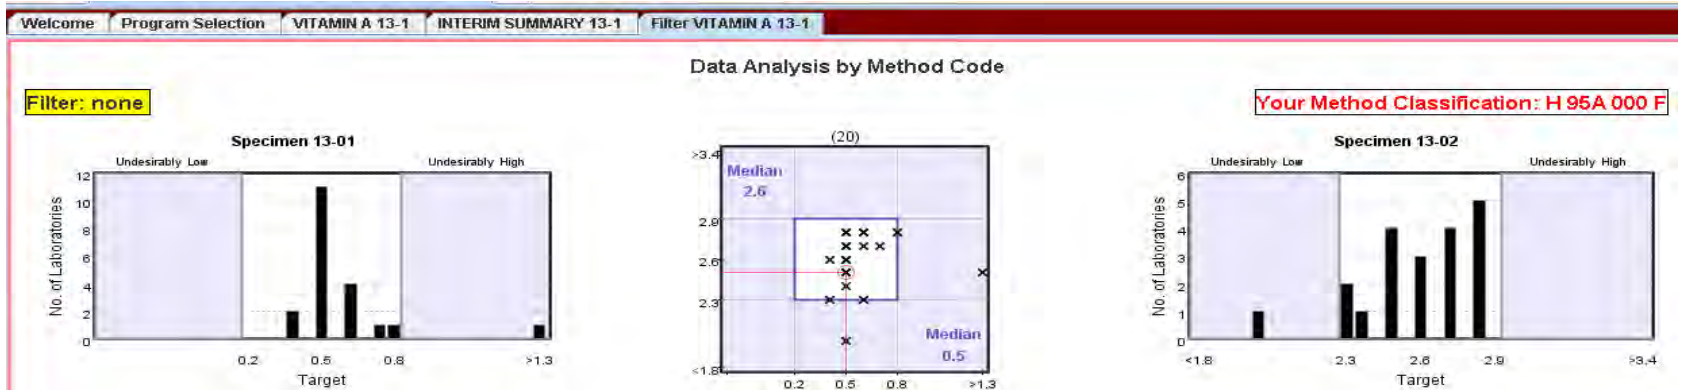 Welcome Program Selection VITAMIN A 13-1 INTERIM SUMMARY 13-1 Filter VITAMIN A 13-1
Data Analysis by Method Code
Filter: none
Your Method Classification: H 95A 000 F
Specimen 13-01
Undesirably Low Undesirably High
No. of Laboratories
12
10
8
6
4
2
0
0.2 0.5 0.8 >1.3
Target
(20)
>3.4
Median
2.6
2.9
2.6
2.3
Median
0.5
<1.8
0.2 0.5 0.8 >1.3
Specimen 13-02
Undesirably Low Undesirably High
No. of Laboratories
6
5
4
3
2
1
0
<1.8 2.3 2.6 2.9 >3.4
Target